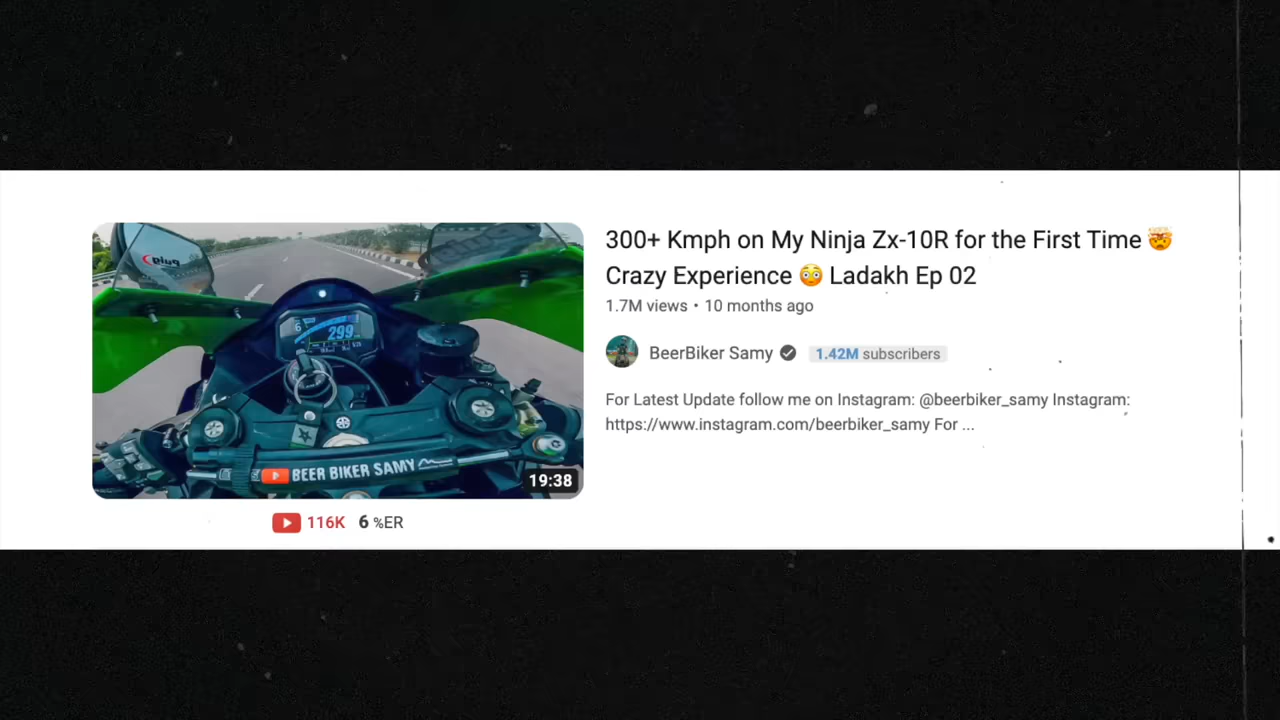 300+ Kmph on My Ninja Zx-10R for the First Time 🤯
Crazy Experience 😳 Ladakh Ep 02
1.7M views • 10 months ago
BeerBiker Samy
1.42M subscribers
For Latest Update follow me on Instagram: @beerbiker_samy Instagram:
https://www.instagram.com/beerbiker_samy For ...
Puig
6
299
BEER BIKER SAMY
19:38
116K 6 %ER